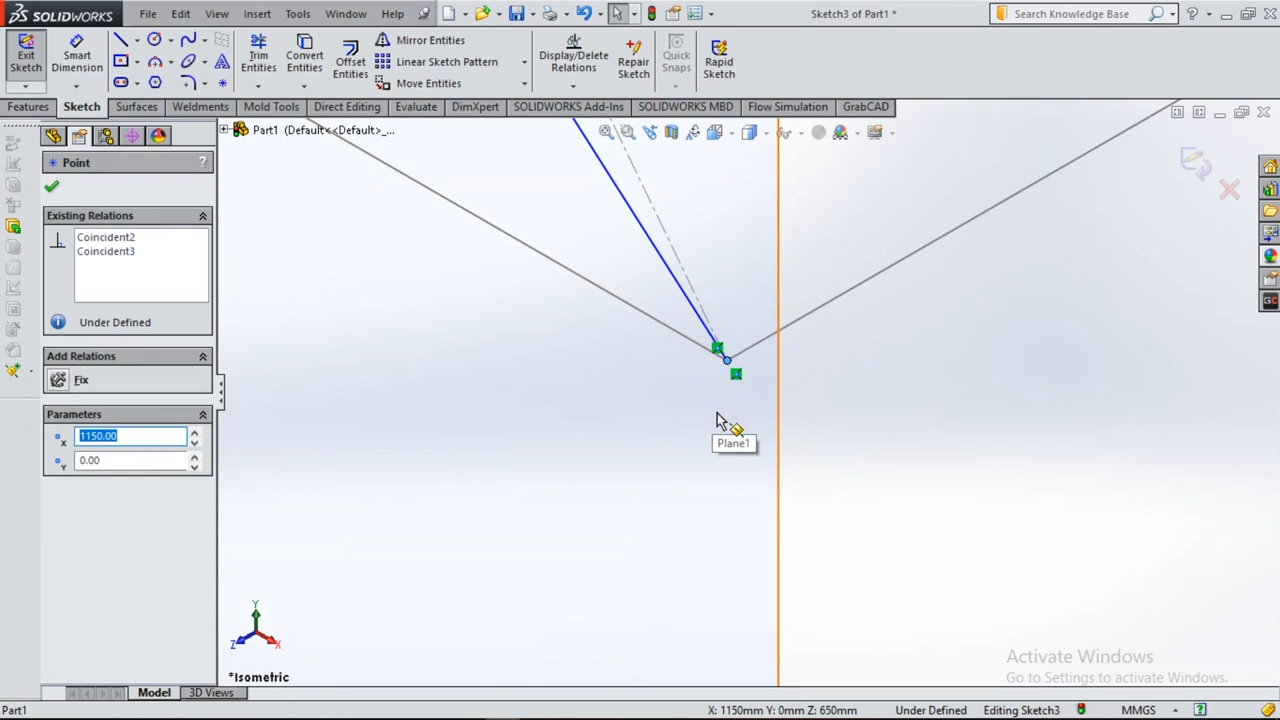 SOLIDWORKS File Edit View Insert Tools Window Help Sketch3 of Part1 * Search Knowledge Base ?
Exit Sketch
Smart Dimension
Trim Entities
Convert Entities
Offset Entities
Mirror Entities
Linear Sketch Pattern
Move Entities
Display/Delete Relations
Repair Sketch
Quick Snaps
Rapid Sketch
Features Sketch Surfaces Weldments Mold Tools Direct Editing Evaluate DimXpert SOLIDWORKS Add-Ins SOLIDWORKS MBD Flow Simulation GrabCAD
Part1 (Default<<Default>_...
Point ?
Existing Relations
Coincident2
Coincident3
Under Defined
Add Relations
Fix
Parameters
x 1150.00
y 0.00
Plane1
Y
Z X
*Isometric
Activate Windows
Go to Settings to activate Windows.
Model 3D Views
Part1 X: 1150mm Y: 0mm Z: 650mm Under Defined Editing Sketch3 MMGS ?